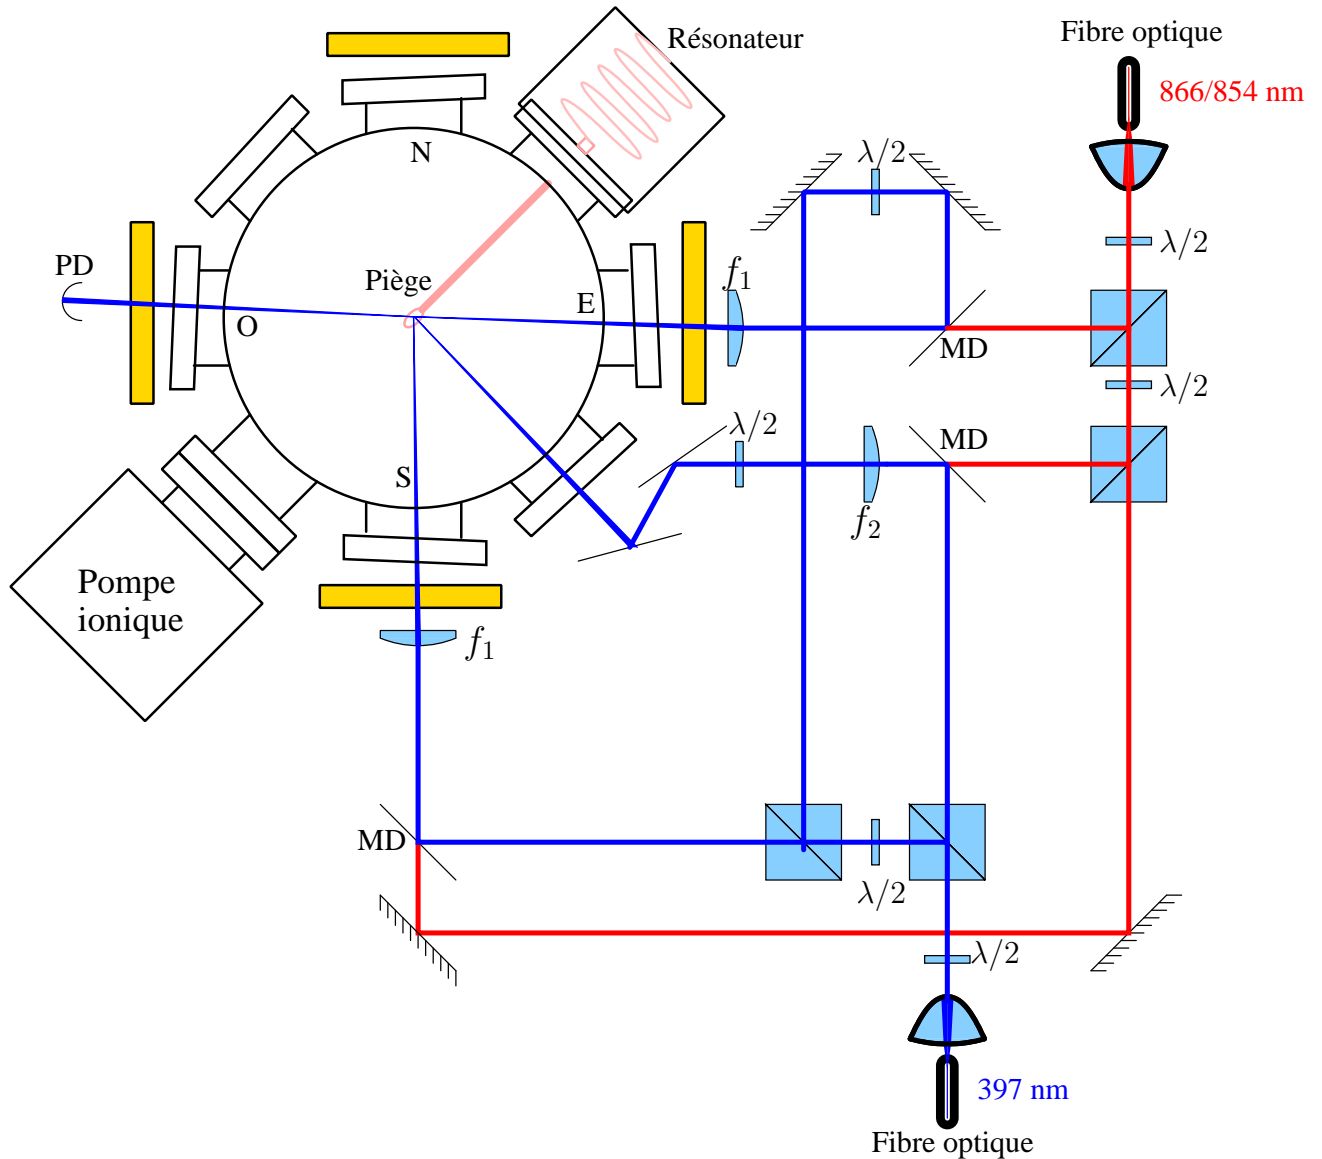 Fibre optique
Résonateur
866/854 nm
N
λ/2
λ/2
PD
Piège
f1
E
O
MD
λ/2
λ/2
MD
S
f2
f1
Pompe
ionique
MD
λ/2
λ/2
397 nm
Fibre optique